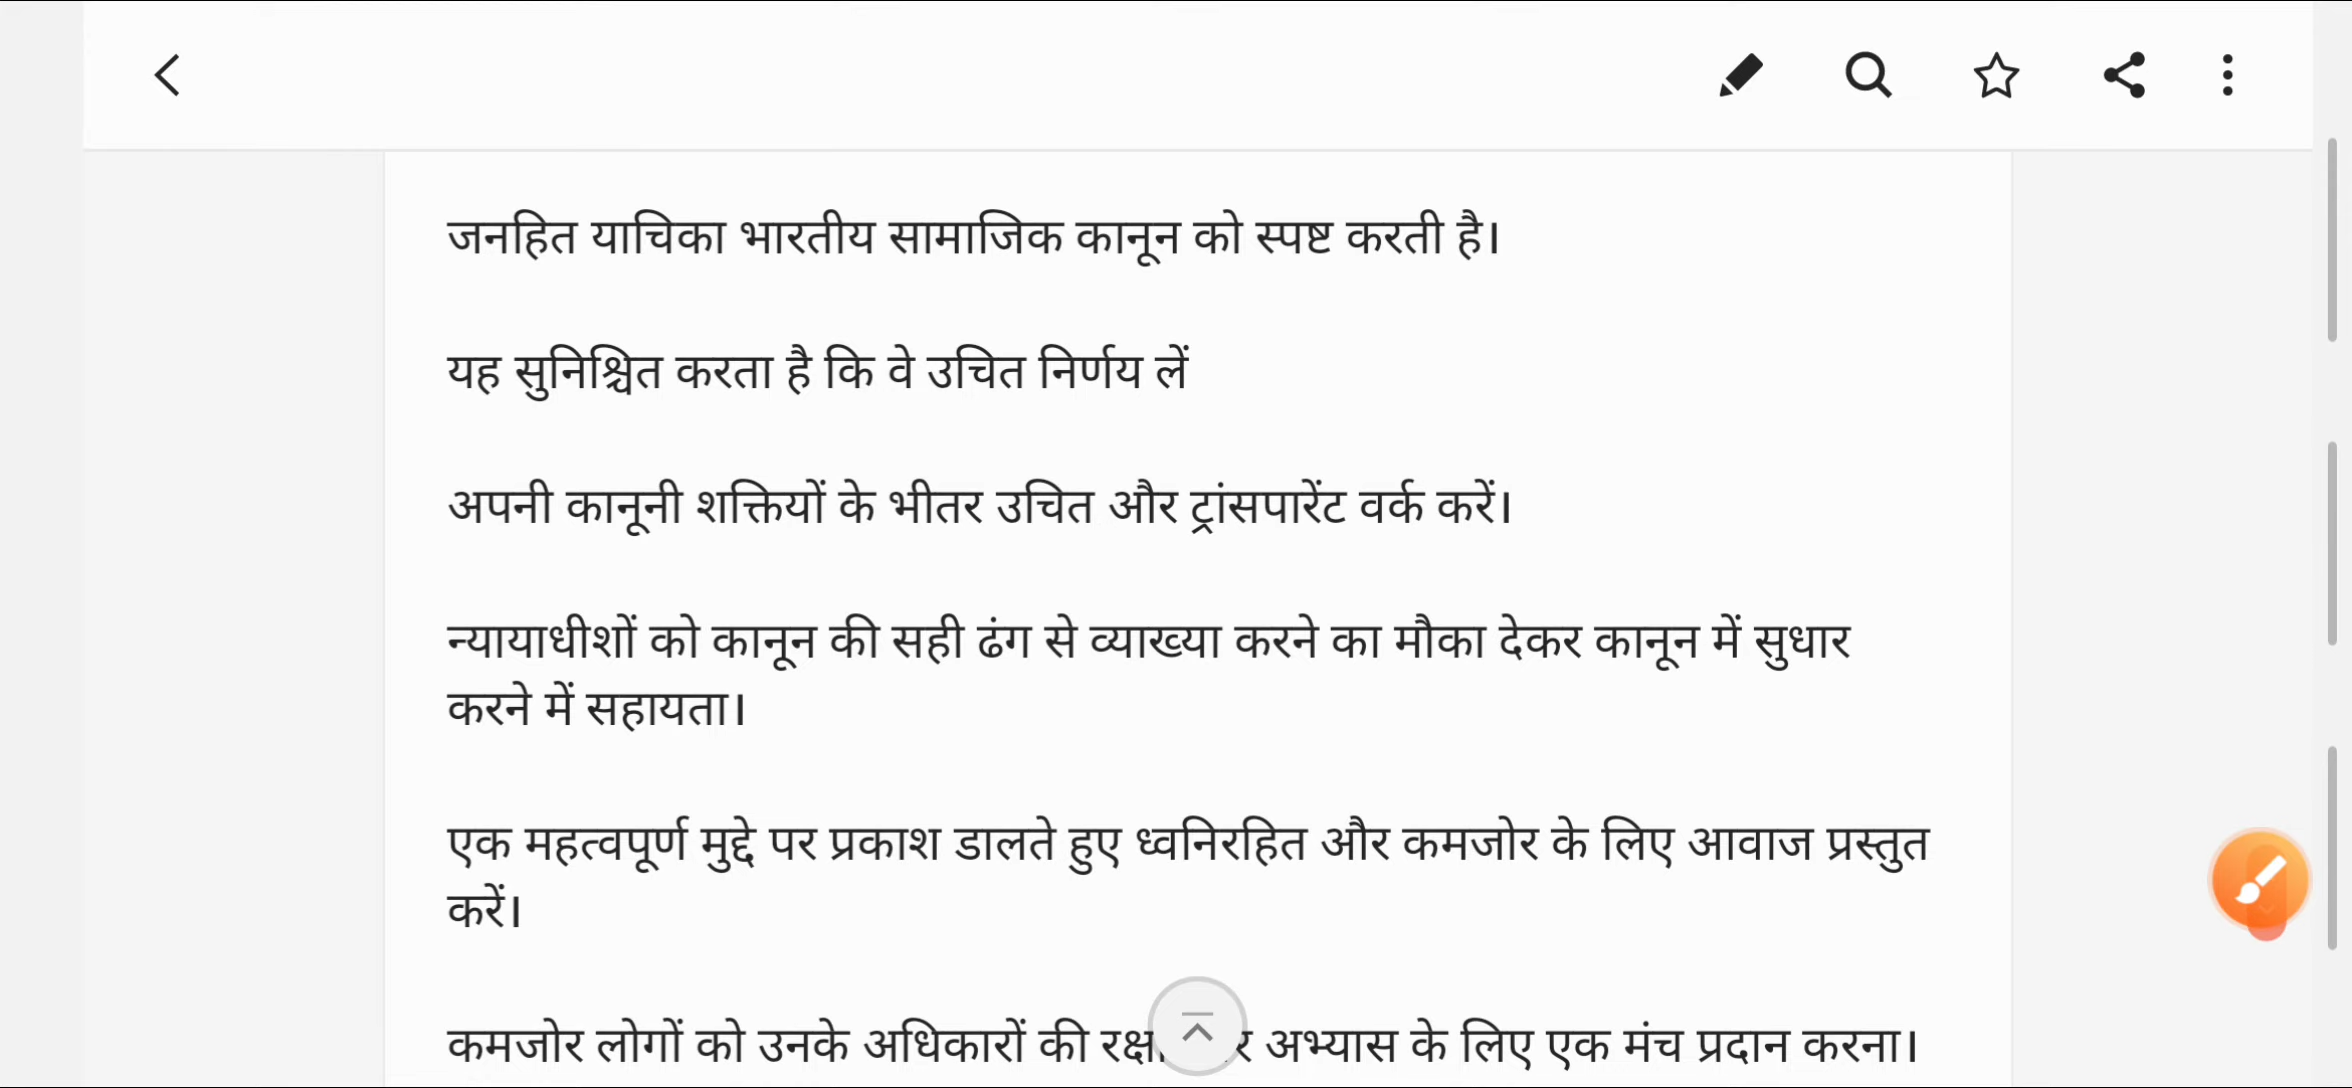 जनहित याचिका भारतीय सामाजिक कानून को स्पष्ट करती है।
यह सुनिश्चित करता है कि वे उचित निर्णय लें
अपनी कानूनी शक्तियों के भीतर उचित और ट्रांसपारेंट वर्क करें।
न्यायाधीशों को कानून की सही ढंग से व्याख्या करने का मौका देकर कानून में सुधार
करने में सहायता।
एक महत्वपूर्ण मुद्दे पर प्रकाश डालते हुए ध्वनिरहित और कमजोर के लिए आवाज प्रस्तुत
करें।
कमजोर लोगों को उनके अधिकारों की अभ्यास के लिए एक मंच प्रदान करना।